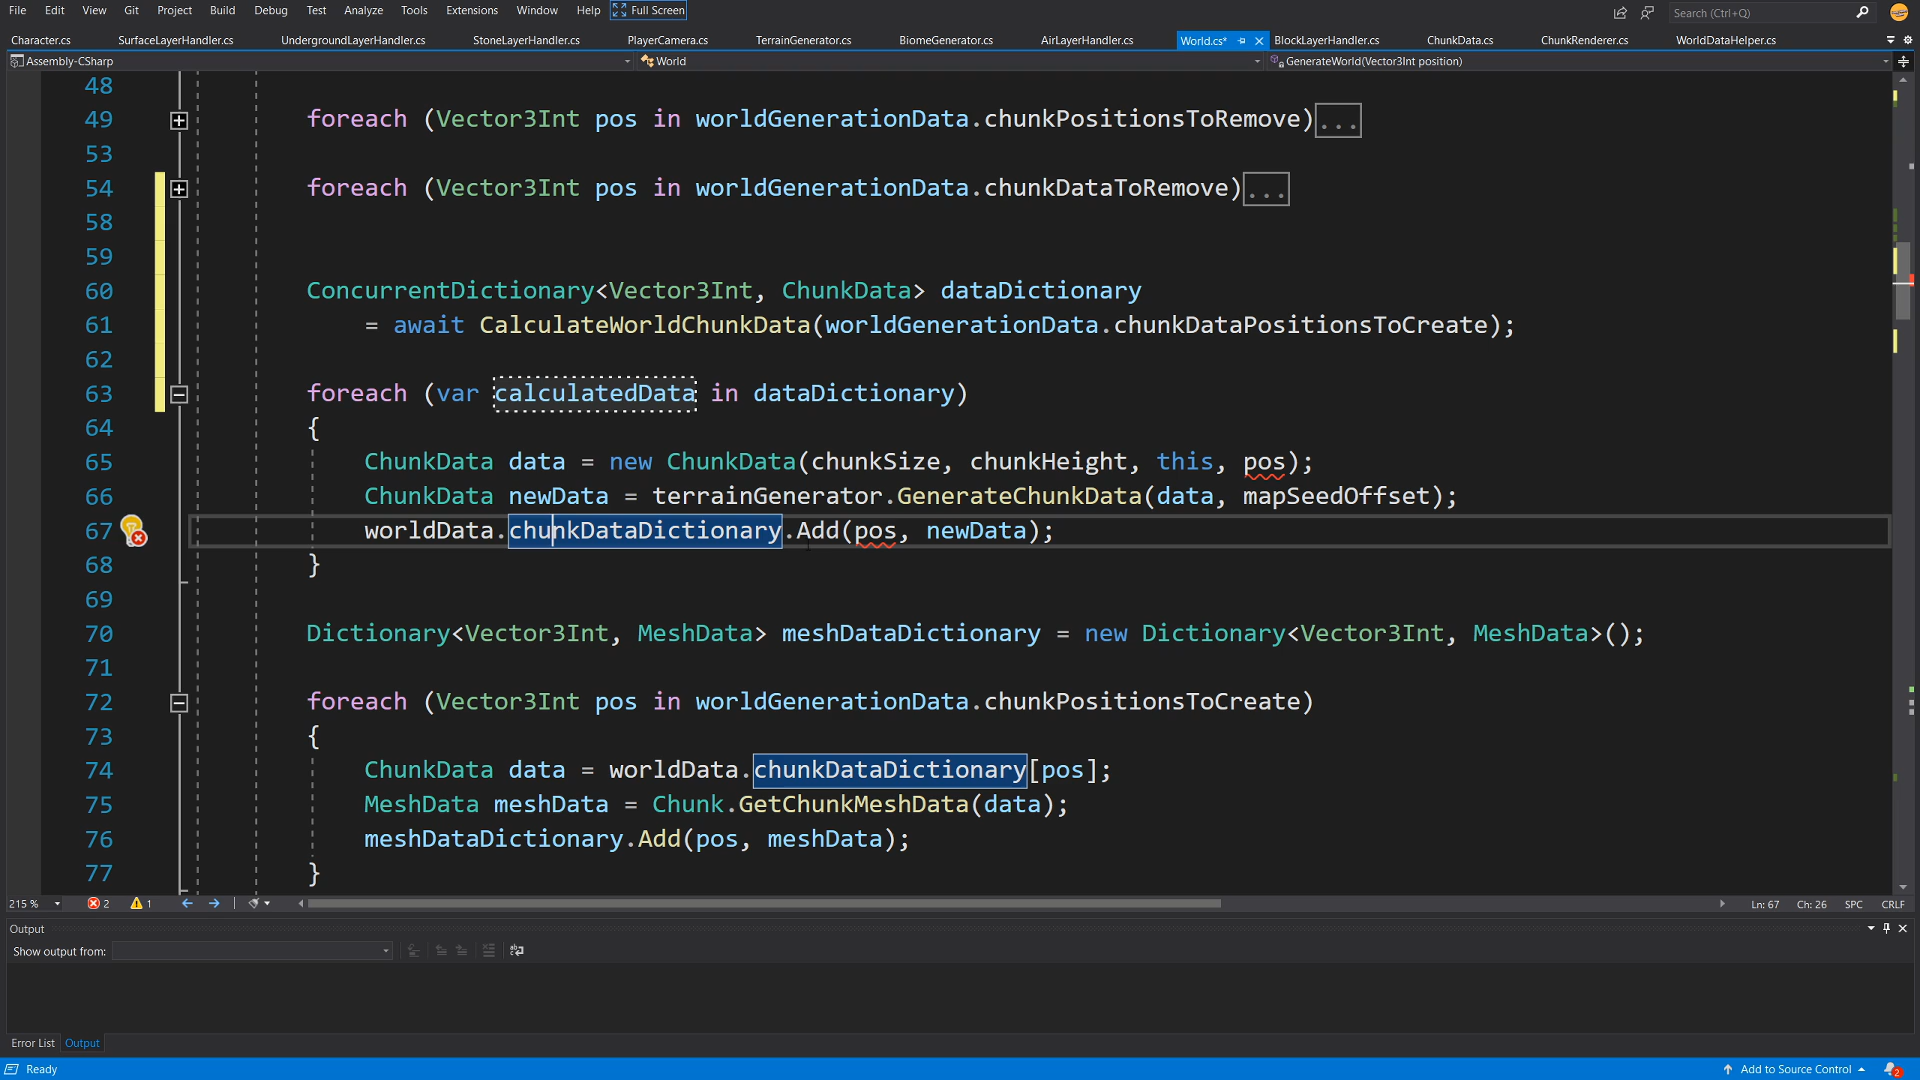 File Edit View Git Project Build Debug Test Analyze Tools Extensions Window Help Full Screen Search (Ctrl+Q)
Character.cs SurfaceLayerHandler.cs UndergroundLayerHandler.cs StoneLayerHandler.cs PlayerCamera.cs TerrainGenerator.cs BiomeGenerator.cs AirLayerHandler.cs World.cs* BlockLayerHandler.cs ChunkData.cs ChunkRenderer.cs WorldDataHelper.cs
Assembly-CSharp World GenerateWorld(Vector3Int position)
48
49 foreach (Vector3Int pos in worldGenerationData.chunkPositionsToRemove)...
53
54 foreach (Vector3Int pos in worldGenerationData.chunkDataToRemove)...
58
59
60 ConcurrentDictionary<Vector3Int, ChunkData> dataDictionary
61 = await CalculateWorldChunkData(worldGenerationData.chunkDataPositionsToCreate);
62
63 foreach (var calculatedData in dataDictionary)
64 {
65 ChunkData data = new ChunkData(chunkSize, chunkHeight, this, pos);
66 ChunkData newData = terrainGenerator.GenerateChunkData(data, mapSeedOffset);
67 worldData.chunkDataDictionary.Add(pos, newData);
68 }
69
70 Dictionary<Vector3Int, MeshData> meshDataDictionary = new Dictionary<Vector3Int, MeshData>();
71
72 foreach (Vector3Int pos in worldGenerationData.chunkPositionsToCreate)
73 {
74 ChunkData data = worldData.chunkDataDictionary[pos];
75 MeshData meshData = Chunk.GetChunkMeshData(data);
76 meshDataDictionary.Add(pos, meshData);
77 }
215 % 2 1 Ln: 67 Ch: 26 SPC CRLF
Output
Show output from:
Error List Output
Ready Add to Source Control 2